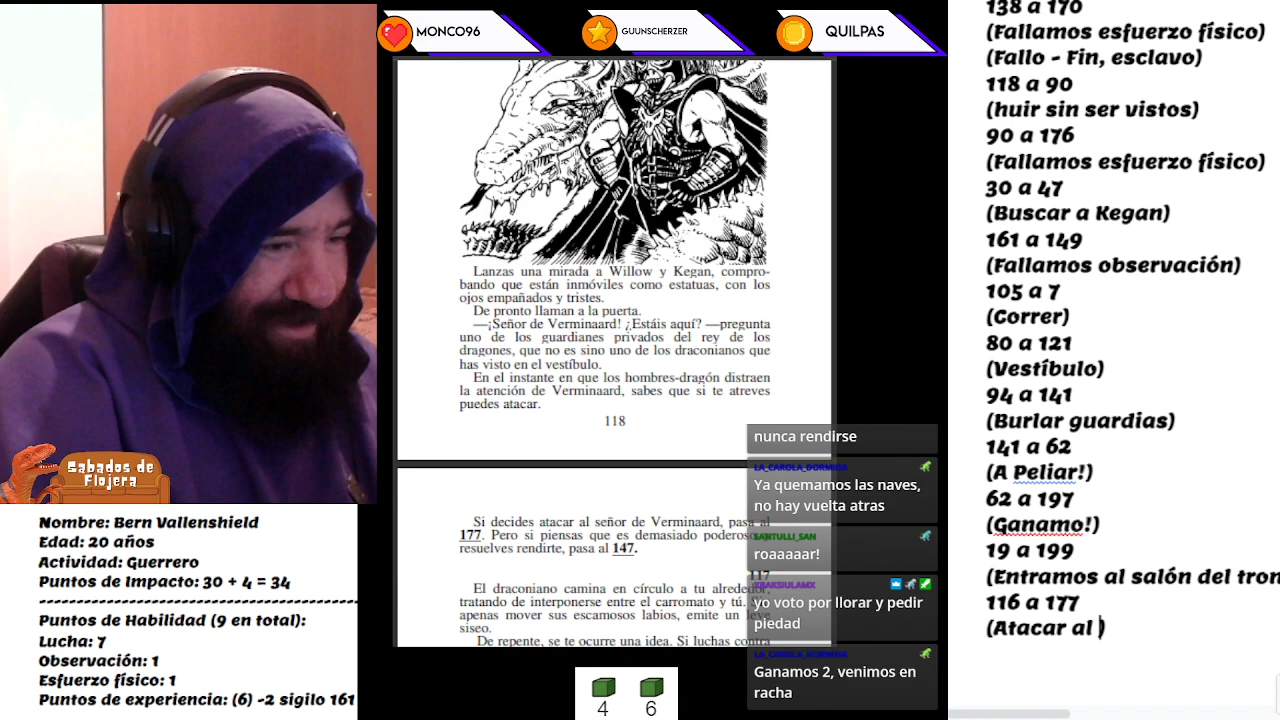 MONCO96
GUUNSCHERZER
QUILPAS
Lanzas una mirada a Willow y Kegan, compro-
bando que están inmóviles como estatuas, con los
ojos empañados y tristes.
De pronto llaman a la puerta.
—¡Señor de Verminaard! ¿Estáis aquí? —pregunta
uno de los guardianes privados del rey de los
dragones, que no es sino uno de los draconianos que
has visto en el vestíbulo.
En el instante en que los hombres-dragón distraen
la atención de Verminaard, sabes que si te atreves
puedes atacar.
118
Si decides atacar al señor de Verminaard, pasa al
177. Pero si piensas que es demasiado poderoso
resuelves rendirte, pasa al 147.
117
El draconiano camina en círculo a tu alrededor,
tratando de interponerse entre el carromato y tú.
apenas mover sus escamosos labios, emite un leve
siseo.
De repente, se te ocurre una idea. Si luchas contra
nunca rendirse
LA_CAROLA_DORMIDA
Ya quemamos las naves,
no hay vuelta atras
SANTULLI_SAN
roaaaaar!
yo voto por llorar y pedir
piedad
LA_CAROLA_DORMIDA
Ganamos 2, venimos en
racha
4 6
Sabados de
Flojera
Nombre: Bern Vallenshield
Edad: 20 años
Actividad: Guerrero
Puntos de Impacto: 30 + 4 = 34
Puntos de Habilidad (9 en total):
Lucha: 7
Observación: 1
Esfuerzo físico: 1
Puntos de experiencia: (6) -2 sigilo 161
138 a 170
(Fallamos esfuerzo físico)
(Fallo - Fin, esclavo)
118 a 90
(huir sin ser vistos)
90 a 176
(Fallamos esfuerzo físico)
30 a 47
(Buscar a Kegan)
161 a 149
(Fallamos observación)
105 a 7
(Correr)
80 a 121
(Vestíbulo)
94 a 141
(Burlar guardias)
141 a 62
(A Peliar!)
62 a 197
(Ganamo!)
19 a 199
(Entramos al salón del tron
116 a 177
(Atacar al )